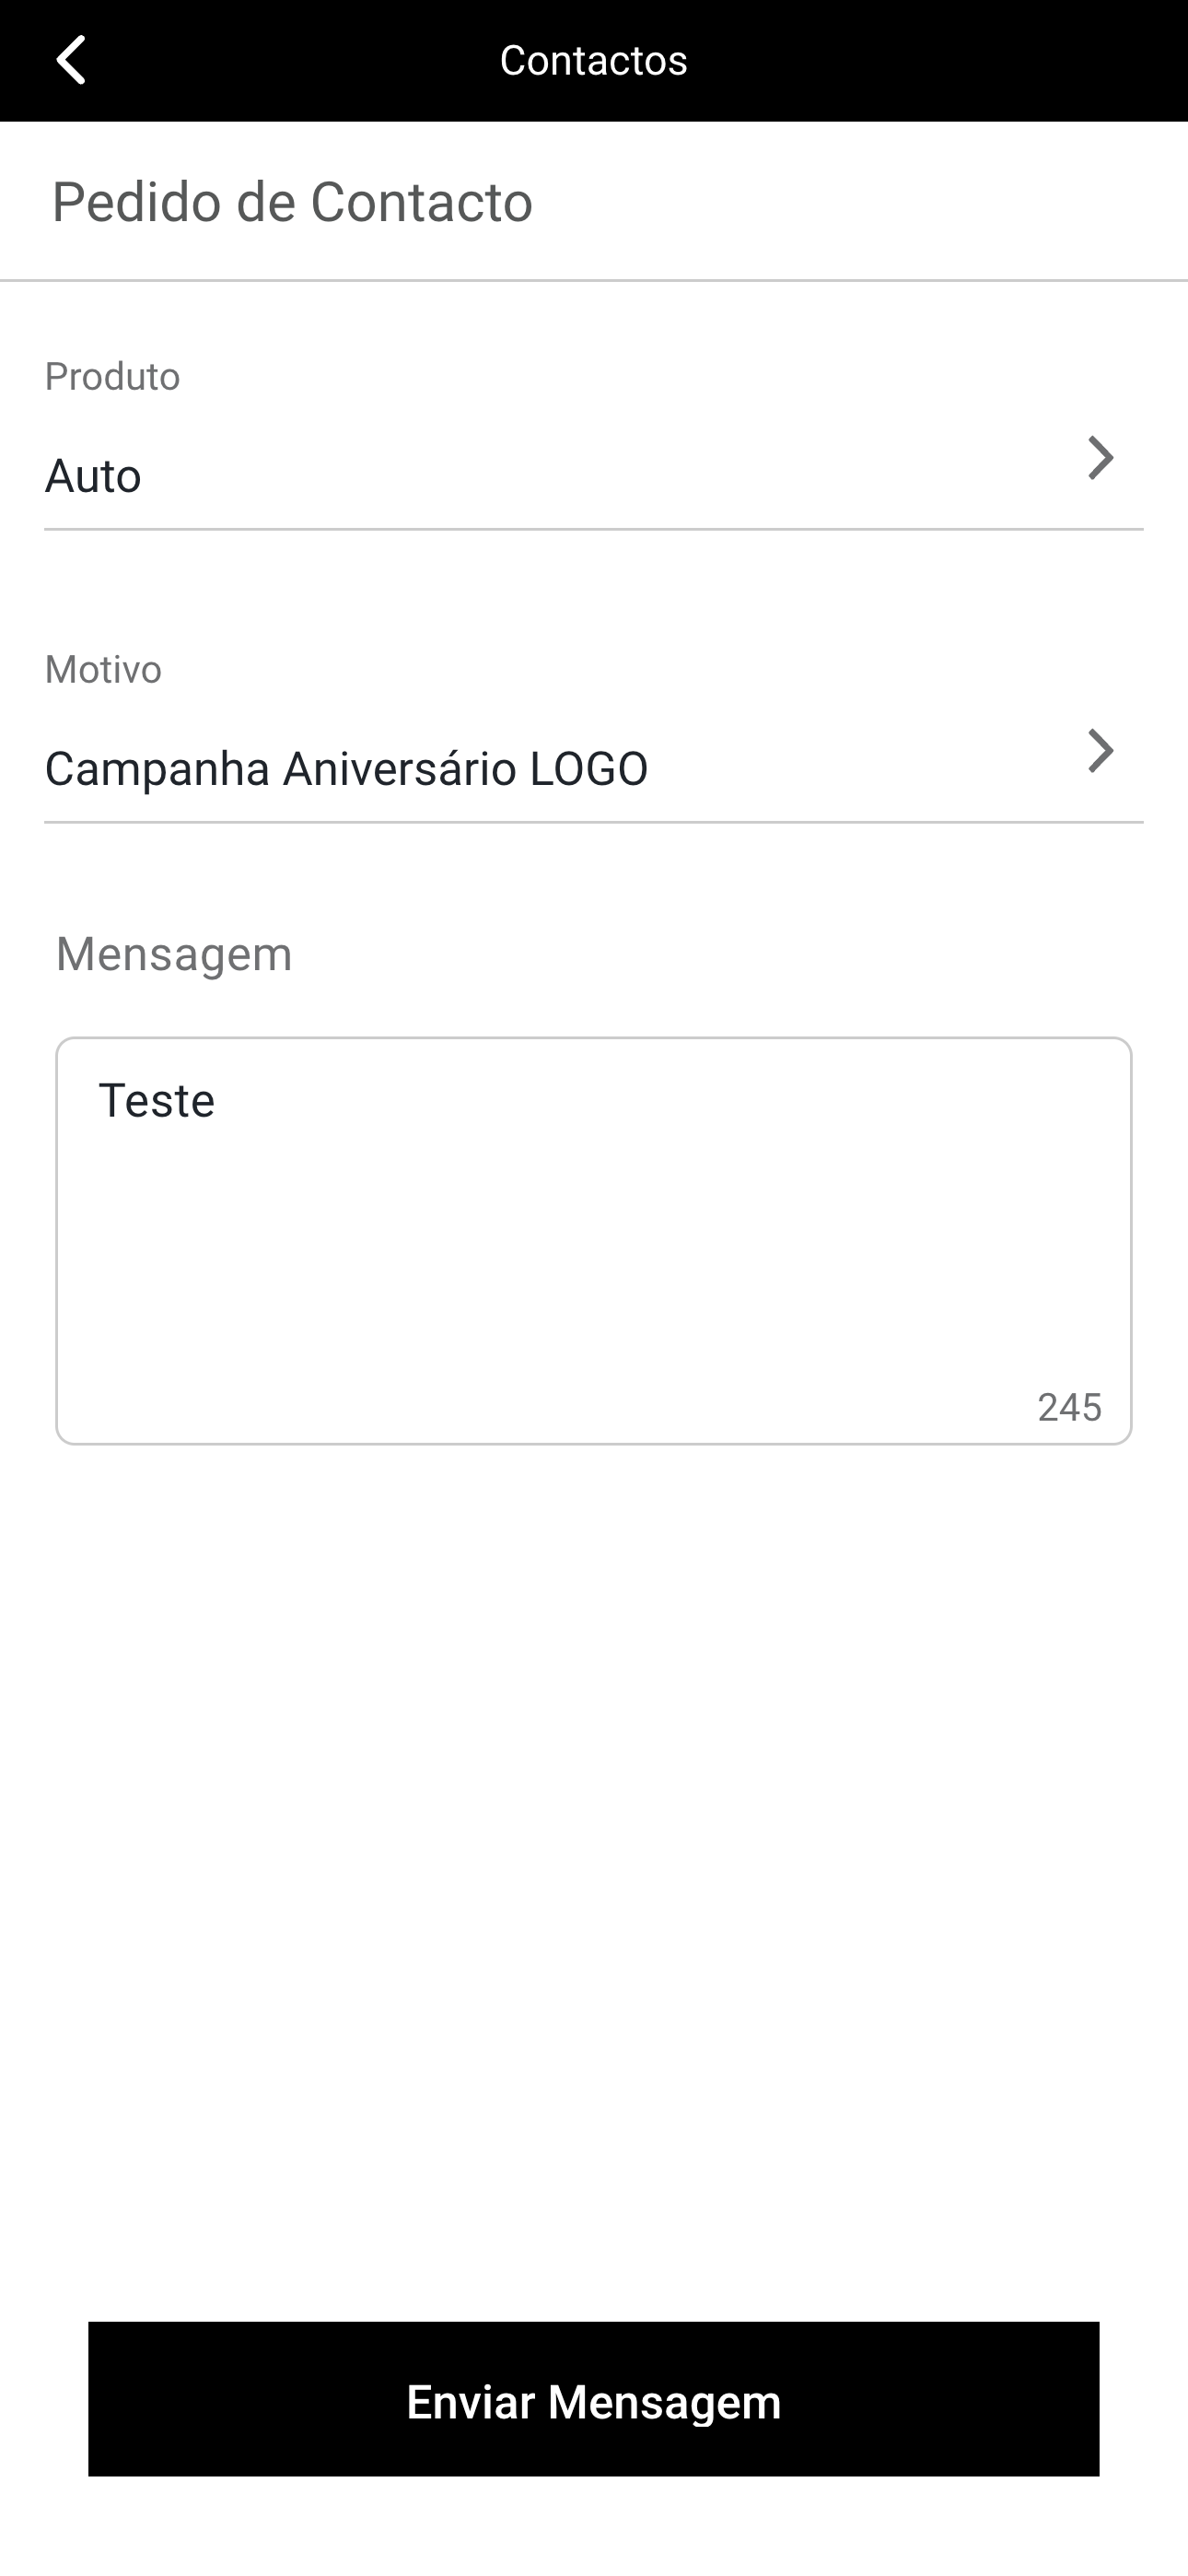 Contactos
Pedido de Contacto
Produto
Auto
Motivo
Campanha Aniversário LOGO
Mensagem
Teste
245
Enviar Mensagem